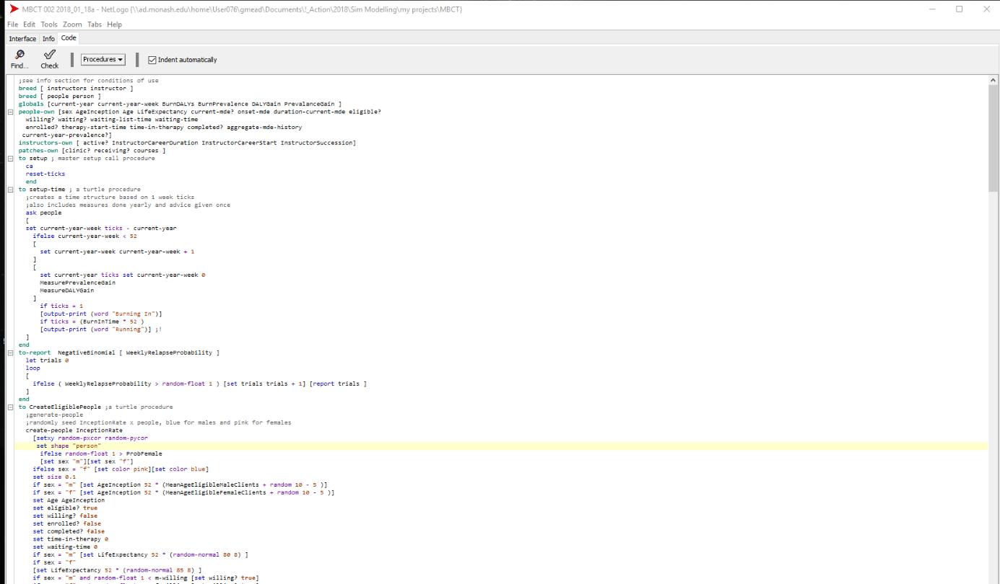 MBCT 002 2018_01_18a - NetLogo {\\ad.monash.edu\home\User076\gmead\Documents\!_Action\2018\Sim Modelling\my projects\MBCT}
File Edit Tools Zoom Tabs Help
Interface Info Code
Find... Check Procedures Indent automatically
;see info section for conditions of use
breed [ instructors instructor ]
breed [ people person ]
globals [current-year current-year-week BurnDALYs BurnPrevalence DALYGain PrevalanceGain ]
people-own [sex AgeInception Age LifeExpectancy current-mde? onset-mde duration-current-mde eligible?
willing? waiting? waiting-list-time waiting-time
enrolled? therapy-start-time time-in-therapy completed? aggregate-mde-history
current-year-prevalence?]
instructors-own [ active? InstructorCareerDuration InstructorCareerStart InstructorSuccession]
patches-own [clinic? receiving? courses ]
to setup ; master setup call procedure
ca
reset-ticks
end
to setup-time ; a turtle procedure
;creates a time structure based on 1 week ticks
;also includes measures done yearly and advice given once
ask people
[
set current-year-week ticks - current-year
ifelse current-year-week < 52
[
set current-year-week current-year-week + 1
]
[
set current-year ticks set current-year-week 0
MeasurePrevalenceGain
MeasureDALYGain
]
if ticks = 1
[output-print (word "Burning In")]
if ticks = (BurnInTime * 52 )
[output-print (word "Running")] ;!
]
end
to-report NegativeBinomial [ WeeklyRelapseProbability ]
let trials 0
loop
[
ifelse ( WeeklyRelapseProbability > random-float 1 ) [set trials trials + 1] [report trials ]
]
end
to CreateEligiblePeople ;a turtle procedure
;generate-people
;randomly seed InceptionRate x people, blue for males and pink for females
create-people InceptionRate
[setxy random-pxcor random-pycor
set shape "person"
ifelse random-float 1 > ProbFemale
[set sex "m"][set sex "f"]
ifelse sex = "f" [set color pink][set color blue]
set size 0.1
if sex = "m" [set AgeInception 52 * (MeanAgeEligibleMaleClients + random 10 - 5 )]
if sex = "f" [set AgeInception 52 * (MeanAgeEligibleFemaleClients + random 10 - 5 )]
set Age AgeInception
set eligible? true
set willing? false
set enrolled? false
set completed? false
set time-in-therapy 0
set waiting-time 0
if sex = "m" [set LifeExpectancy 52 * (random-normal 80 8) ]
if sex = "f"
[set LifeExpectancy 52 * (random-normal 85 8) ]
if sex = "m" and random-float 1 < m-willing [set willing? true]